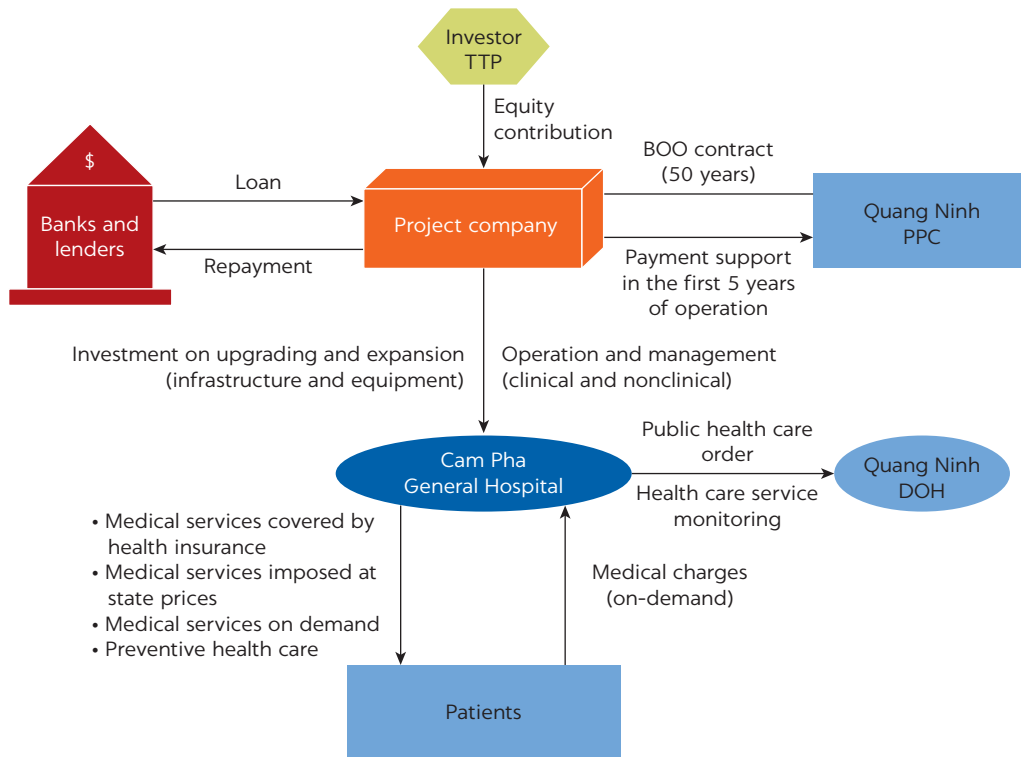 Investor
TTP
Equity
contribution
BOO contract
(50 years)
$
Loan
Banks and
lenders
Project company
Quang Ninh
PPC
Repayment
Payment support
in the first 5 years
of operation
Investment on upgrading and expansion
(infrastructure and equipment)
Operation and management
(clinical and nonclinical)
Public health care
order
Cam Pha
General Hospital
Quang Ninh
DOH
Health care service
monitoring
• Medical services covered by
health insurance
• Medical services imposed at
state prices
• Medical services on demand
• Preventive health care
Medical charges
(on-demand)
Patients